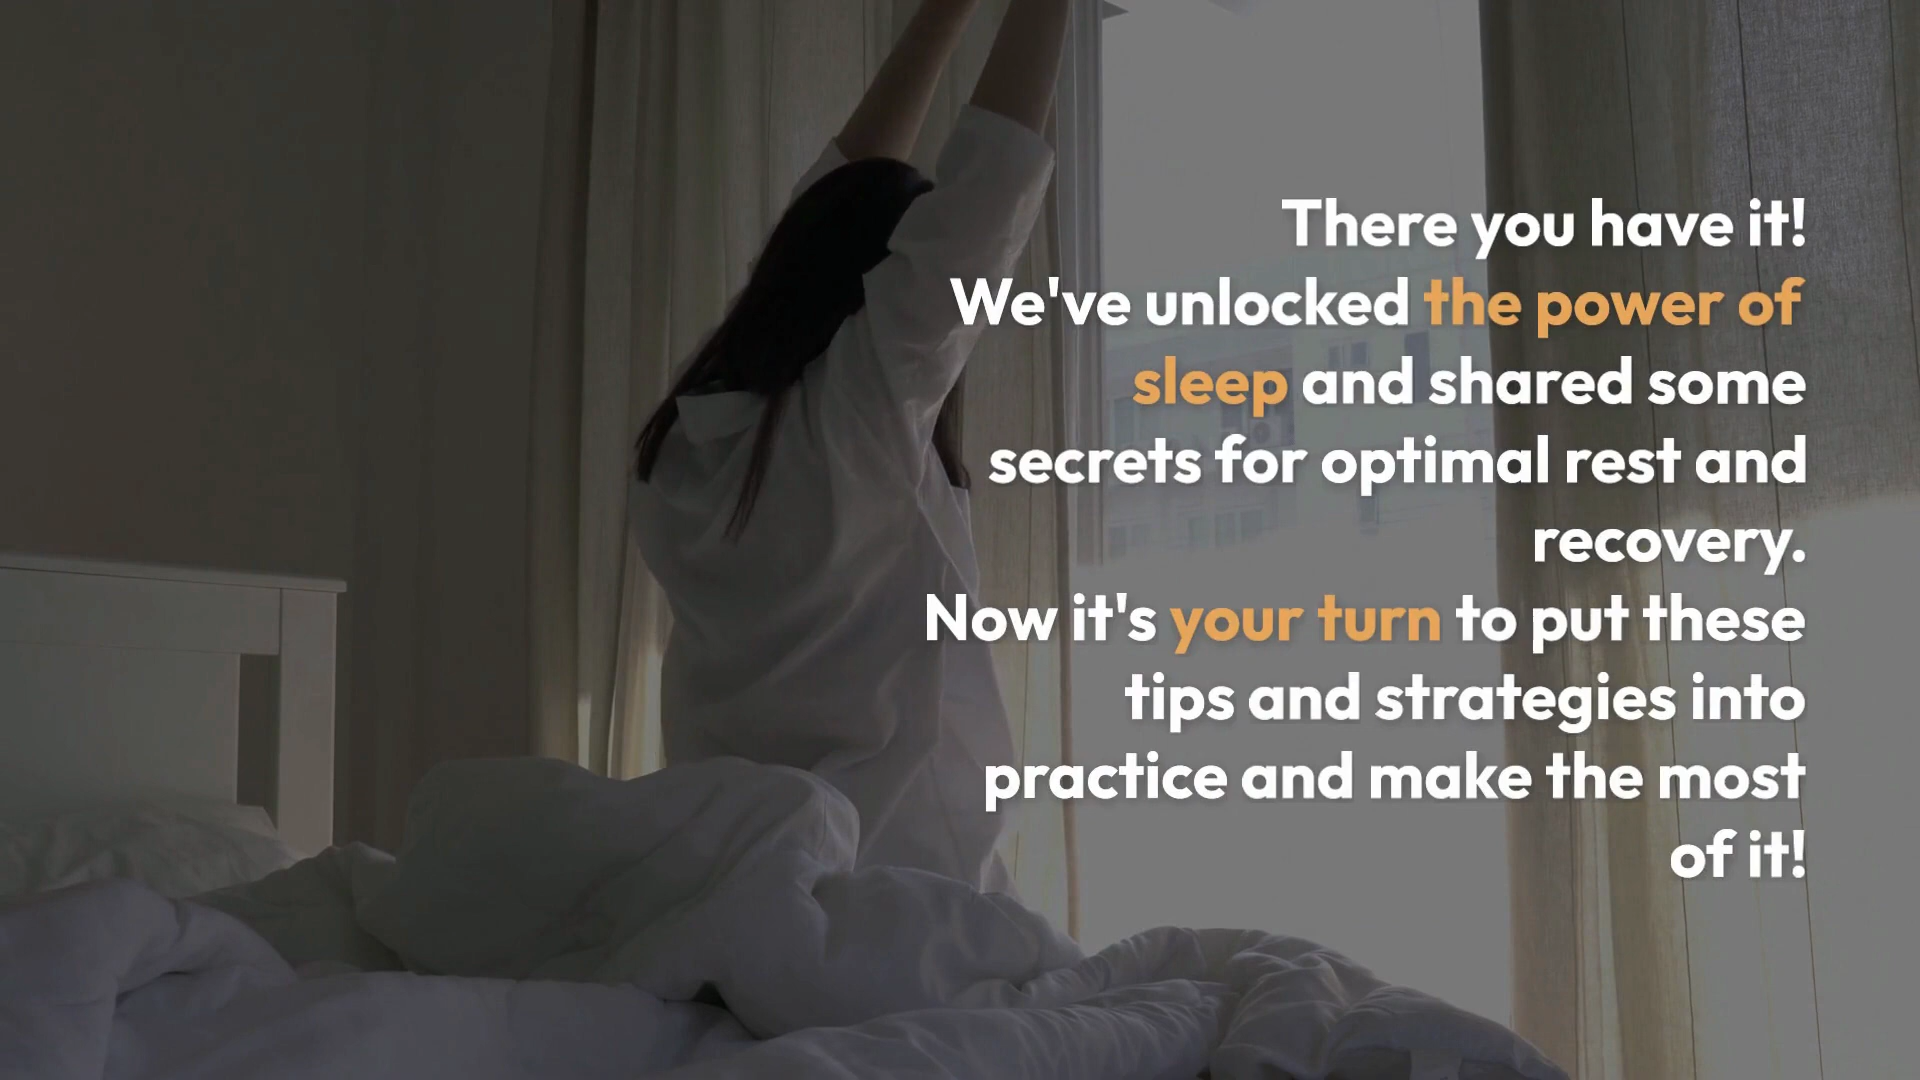 There you have it!
We've unlocked the power of
sleep and shared some
secrets for optimal rest and
recovery.
Now it's your turn to put these
tips and strategies into
practice and make the most
of it!